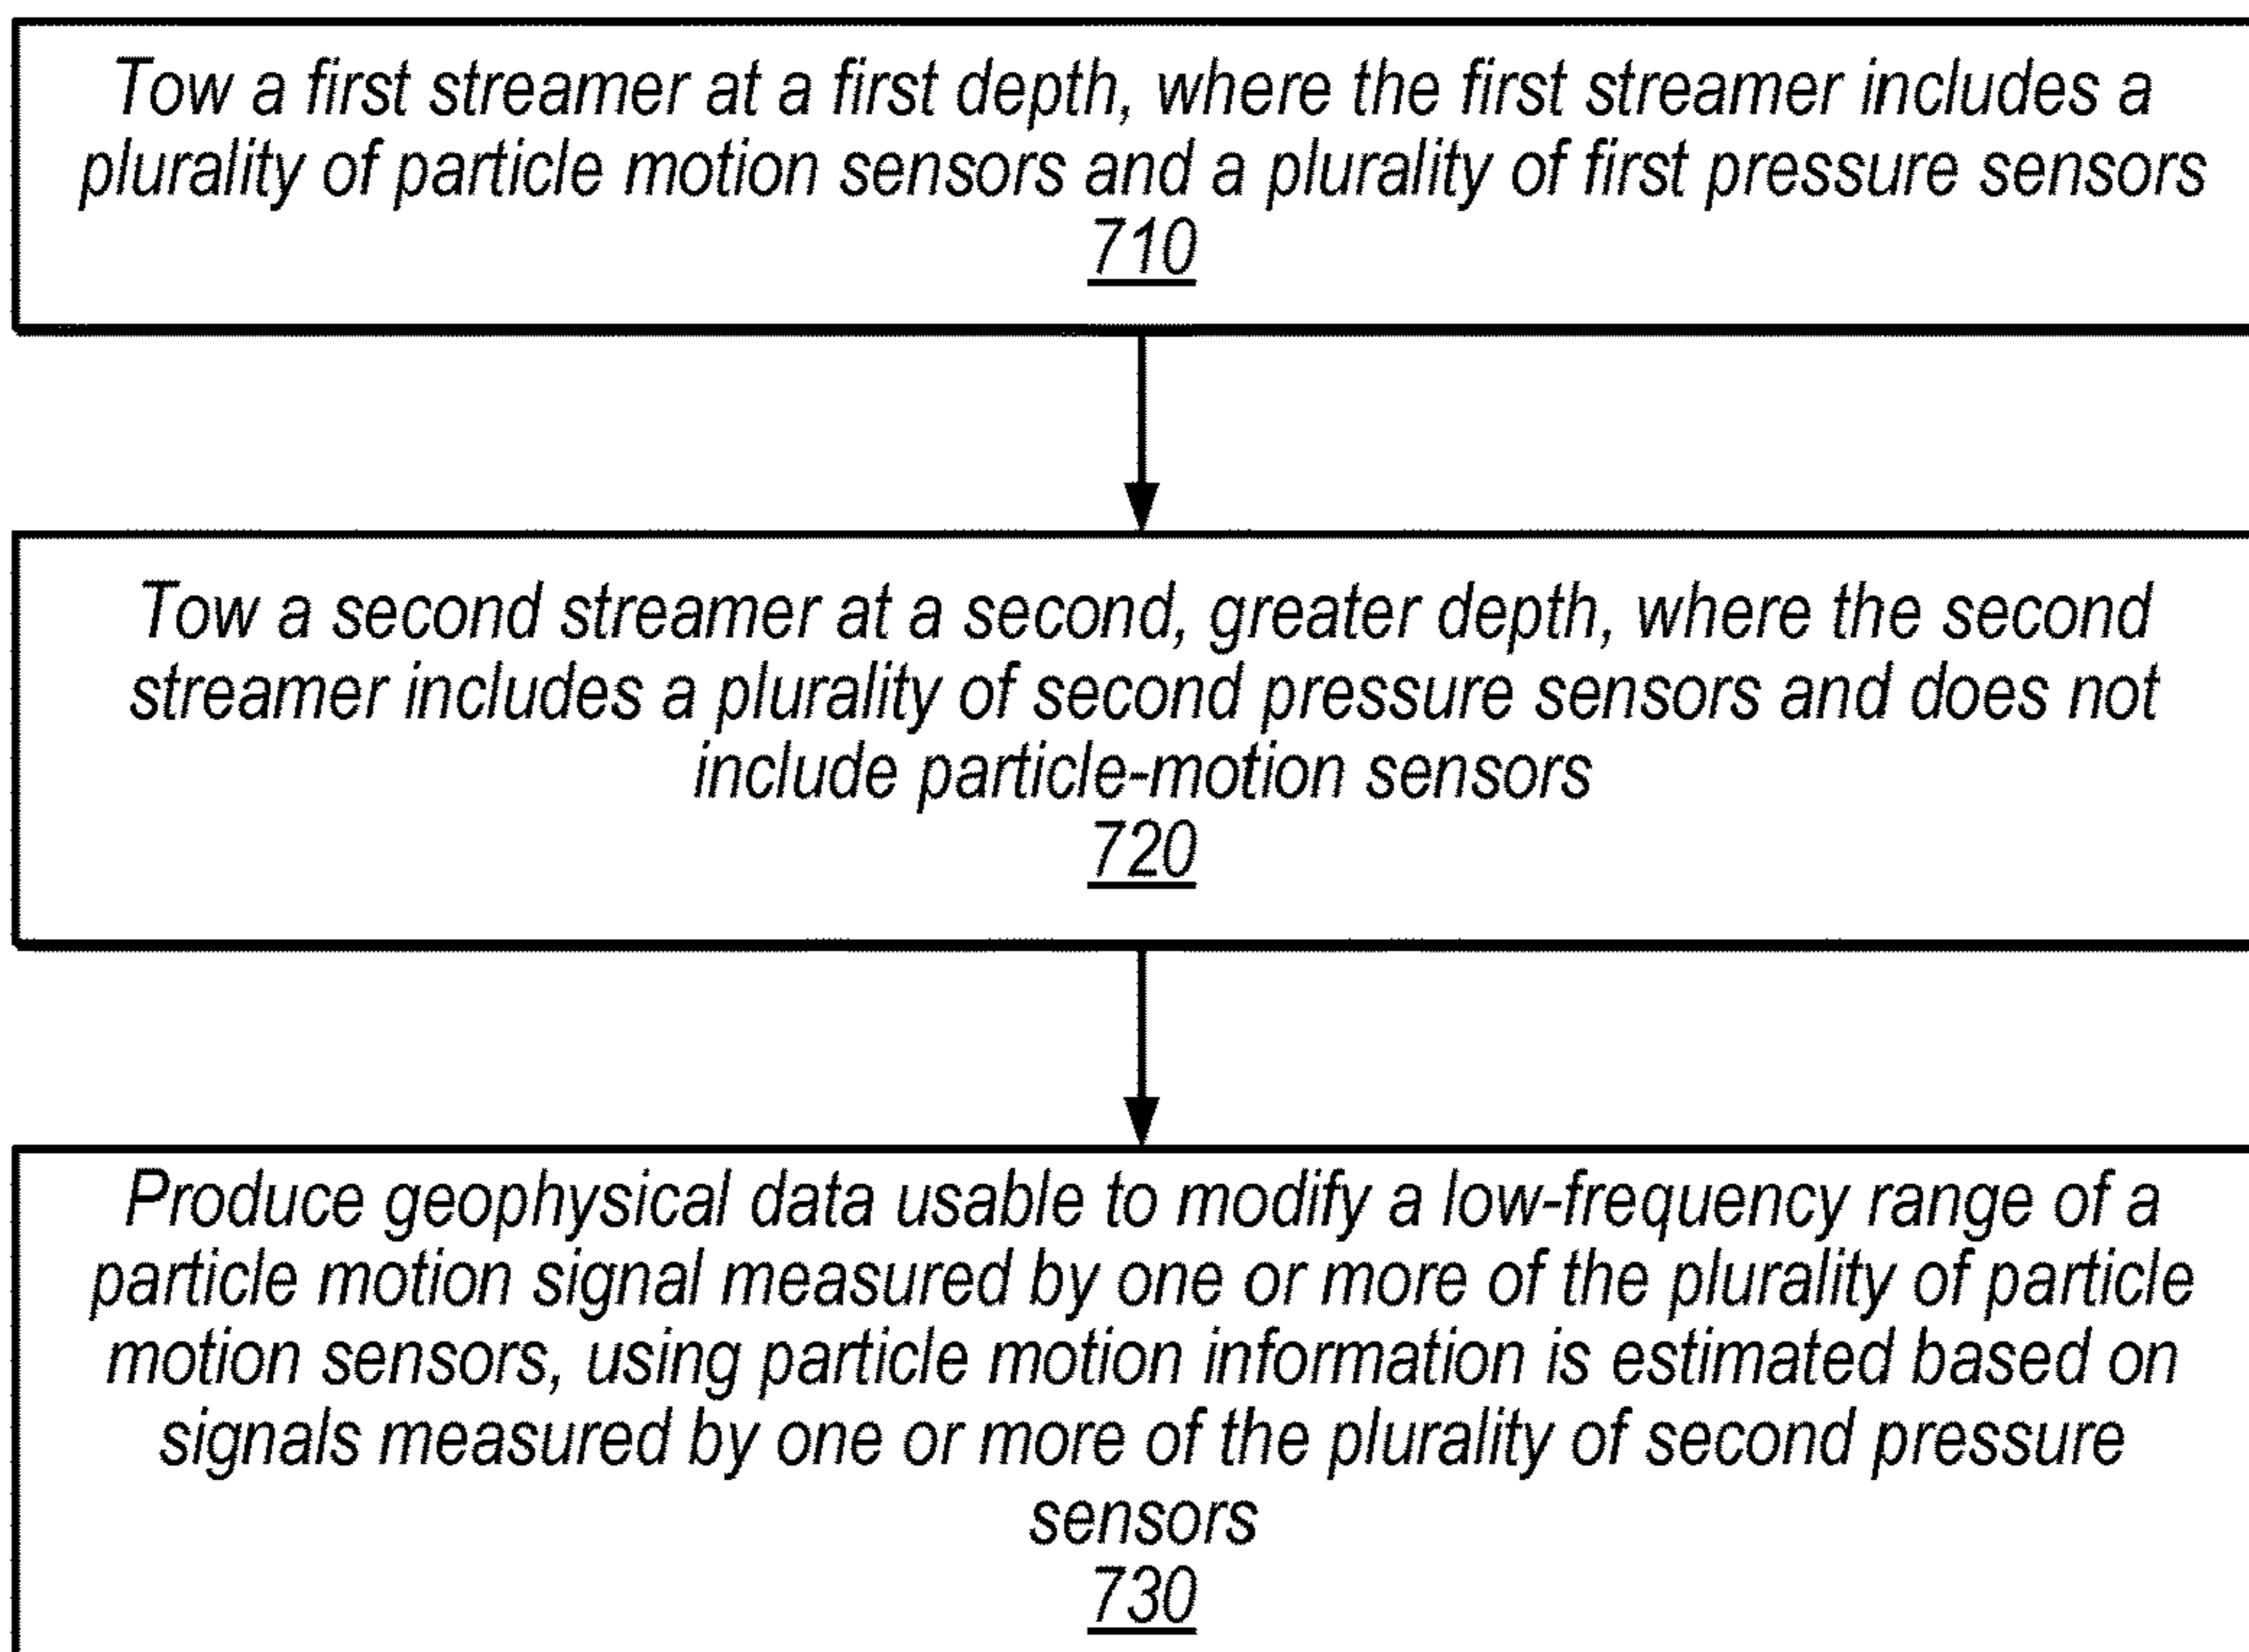 Tow a first streamer at a first depth, where the first streamer includes a
plurality of particle motion sensors and a plurality of first pressure sensors
710
Tow a second streamer at a second, greater depth, where the second
streamer includes a plurality of second pressure sensors and does not
include particle-motion sensors
720
Produce geophysical data usable to modify a low-frequency range of a
particle motion signal measured by one or more of the plurality of particle
motion sensors, using particle motion information is estimated based on
signals measured by one or more of the plurality of second pressure
sensors
730